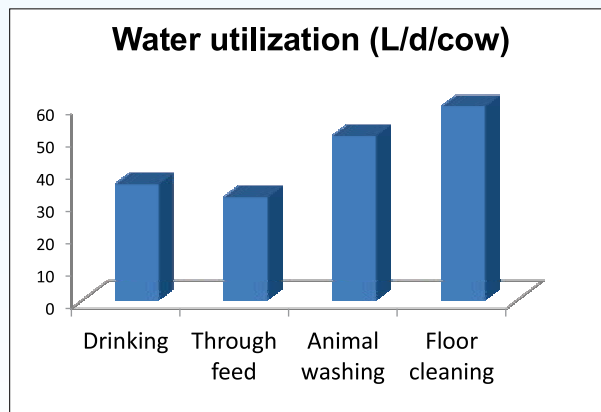 Water utilization (L/d/cow)
60
50
40
30
20
10
0
Drinking
Through
feed
Animal
washing
Floor
cleaning